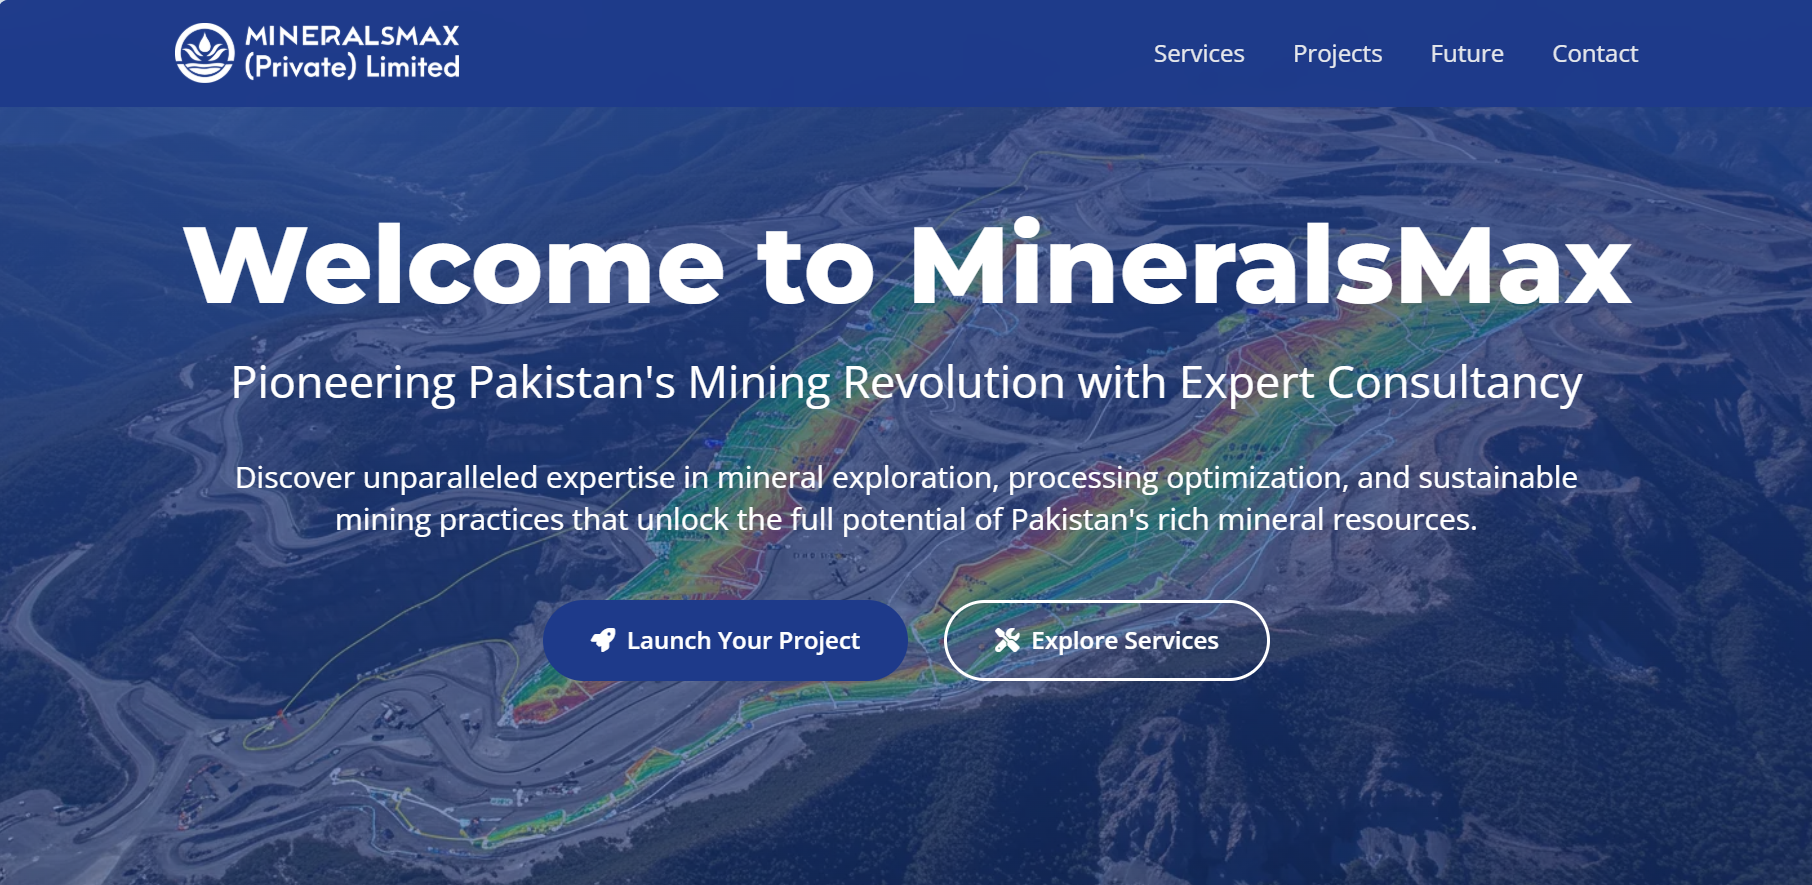 MINERALSMAX
(Private) Limited
Services
Projects
Future
Contact
Welcome to MineralsMax
Pioneering Pakistan's Mining Revolution with Expert Consultancy
Discover unparalleled expertise in mineral exploration, processing optimization, and sustainable
mining practices that unlock the full potential of Pakistan's rich mineral resources.
Launch Your Project
Explore Services